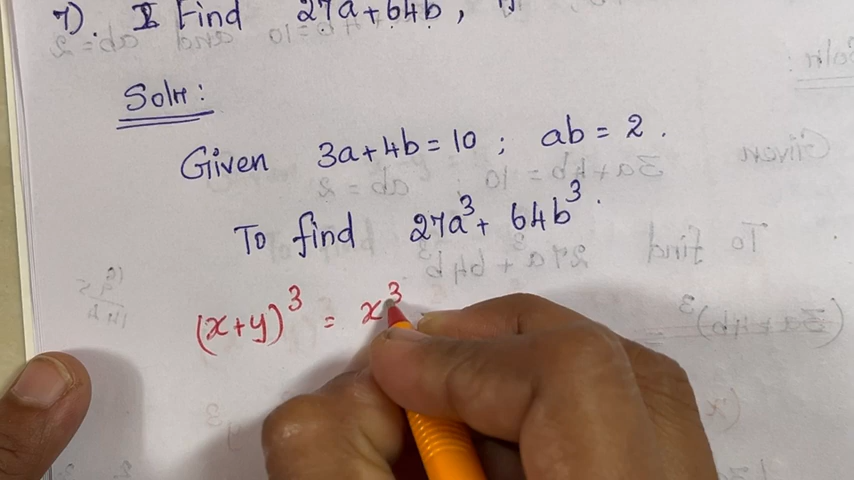 7). Find 27a + 64b,
Soln:
Given 3a+4b=10 ; ab = 2.
To find 27a³ + 64b³.
(x+y)³ = x³